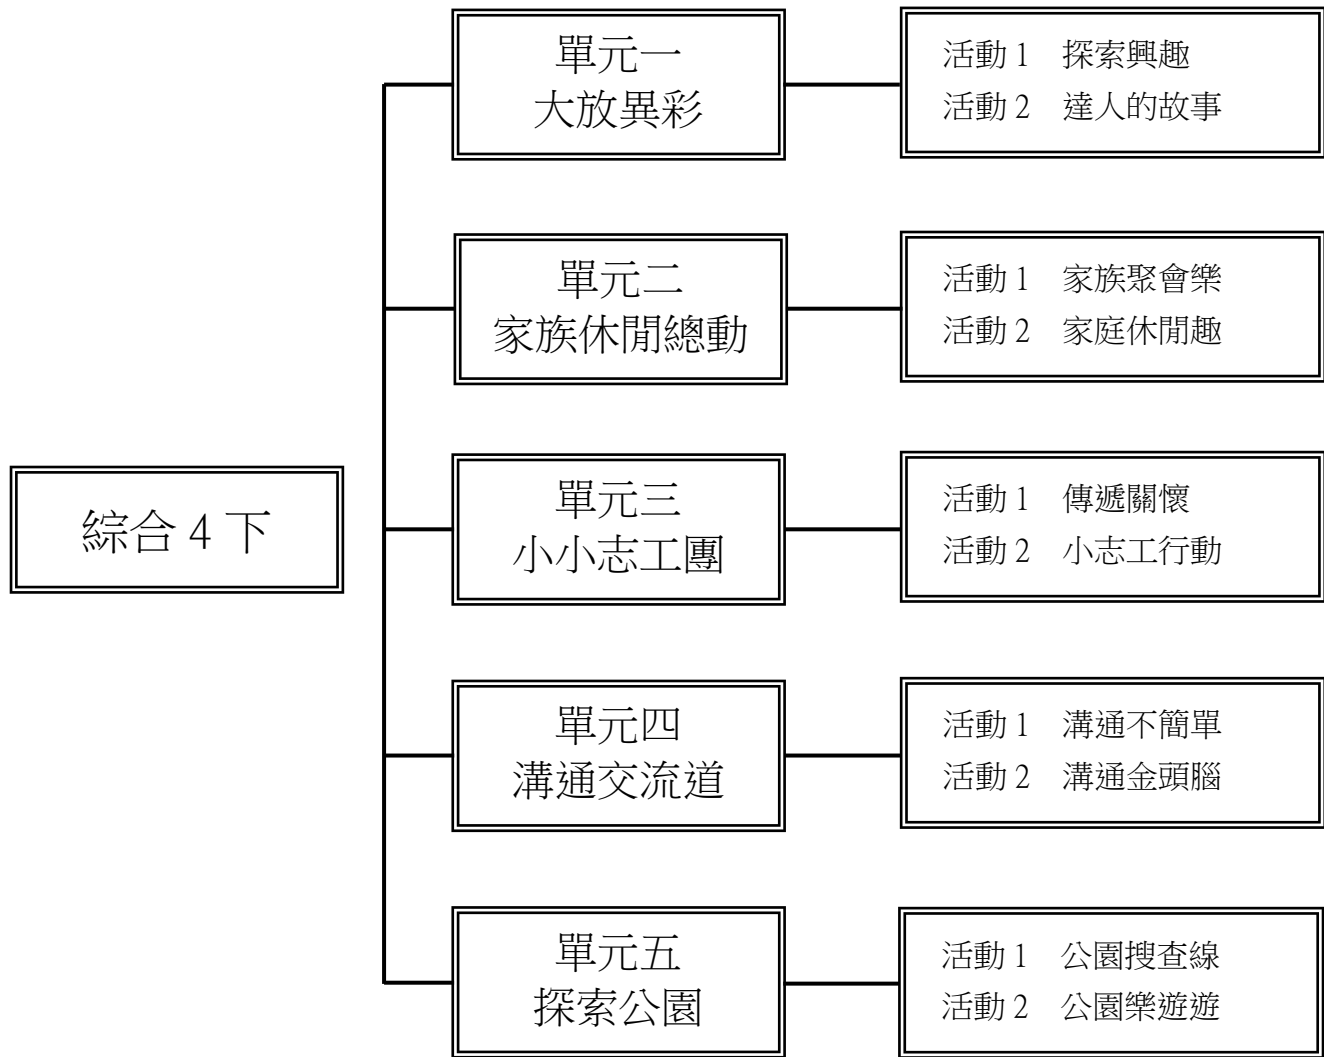 綜合 4 下
單元一
大放異彩
活動 1　探索興趣
活動 2　達人的故事
單元二
家族休閒總動
活動 1　家族聚會樂
活動 2　家庭休閒趣
單元三
小小志工團
活動 1　傳遞關懷
活動 2　小志工行動
單元四
溝通交流道
活動 1　溝通不簡單
活動 2　溝通金頭腦
單元五
探索公園
活動 1　公園搜查線
活動 2　公園樂遊遊